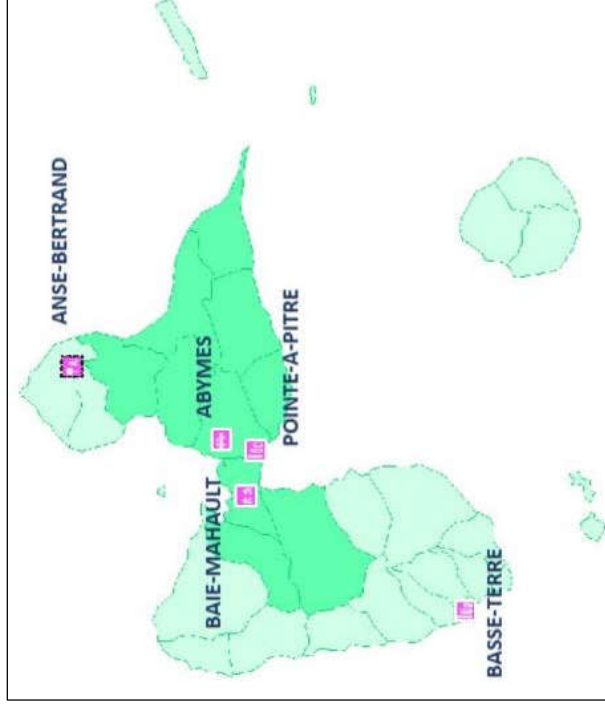 ANSE-BERTRAND
ABYMES
POINTE-A-PITRE
BAIE-MAHAULT
BASSE-TERRE